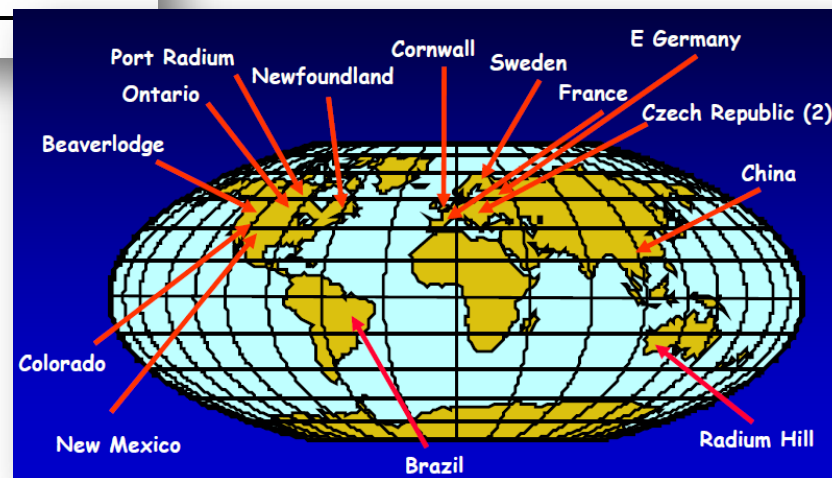 Port Radium
Ontario
Beaverlodge
Newfoundland
Cornwall
Sweden
E Germany
France
Czech Republic (2)
China
Colorado
New Mexico
Brazil
Radium Hill